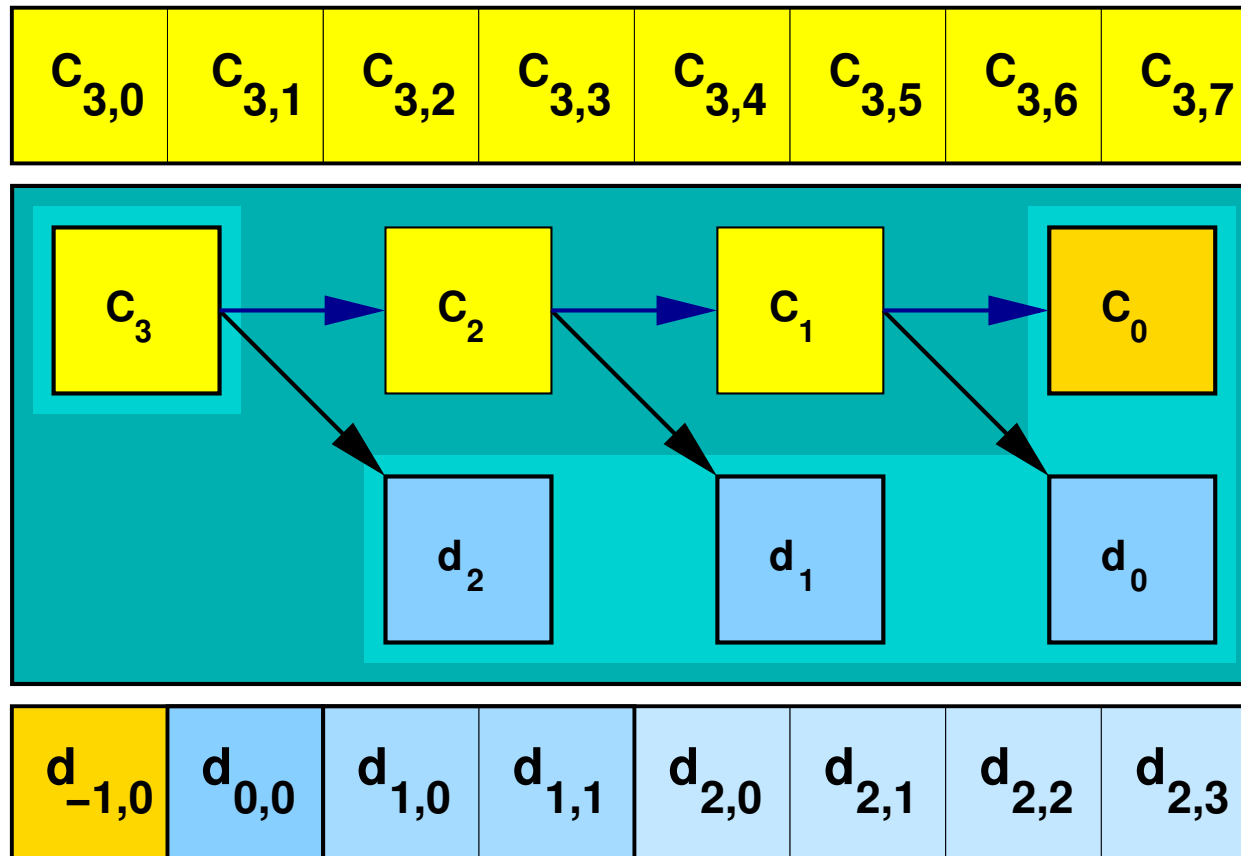 C3,0 C3,1 C3,2 C3,3 C3,4 C3,5 C3,6 C3,7
C3 C2 C1 C0
d2 d1 d0
d−1,0 d0,0 d1,0 d1,1 d2,0 d2,1 d2,2 d2,3